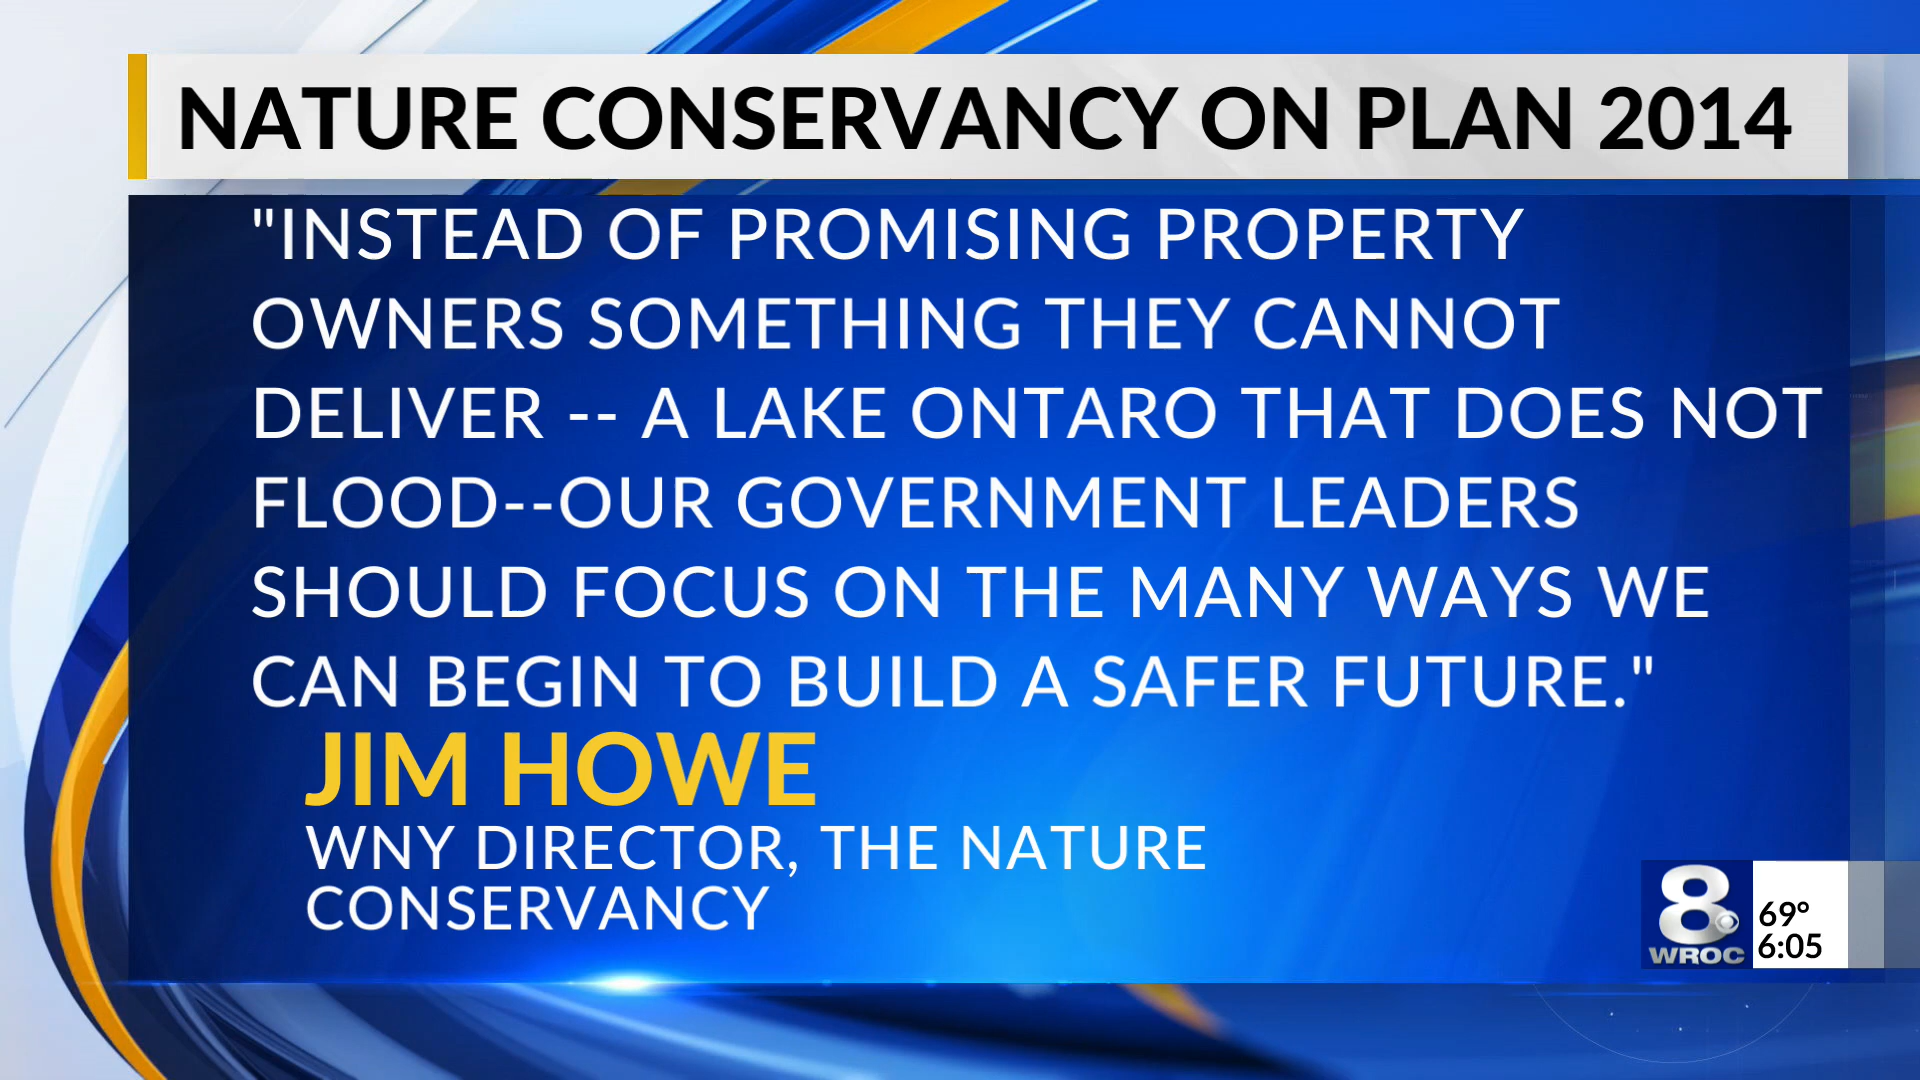 NATURE CONSERVANCY ON PLAN 2014
"INSTEAD OF PROMISING PROPERTY
OWNERS SOMETHING THEY CANNOT
DELIVER -- A LAKE ONTARO THAT DOES NOT
FLOOD--OUR GOVERNMENT LEADERS
SHOULD FOCUS ON THE MANY WAYS WE
CAN BEGIN TO BUILD A SAFER FUTURE."
JIM HOWE
WNY DIRECTOR, THE NATURE
CONSERVANCY
8
WROC
69°
6:05